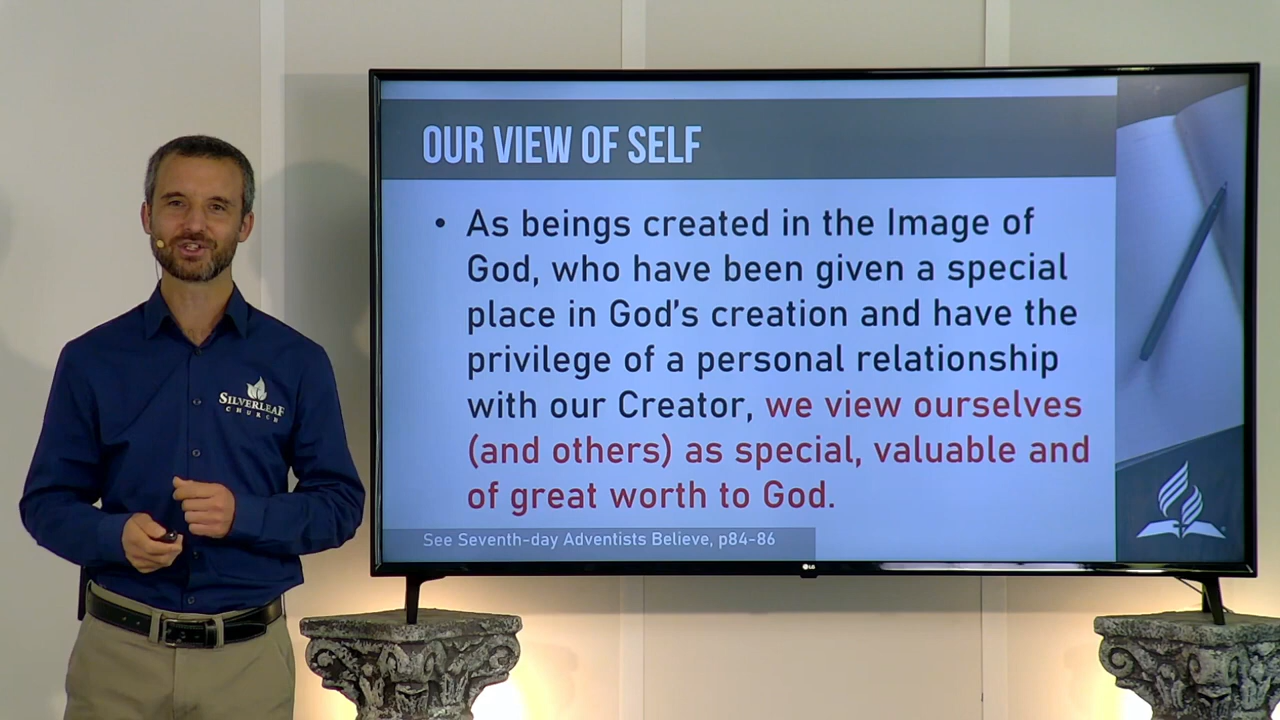 OUR VIEW OF SELF
• As beings created in the Image of
God, who have been given a special
place in God's creation and have the
privilege of a personal relationship
with our Creator, we view ourselves
(and others) as special, valuable and
of great worth to God.
See Seventh-day Adventists Believe, p84-86
SILVERLEAF
CHURCH
LG